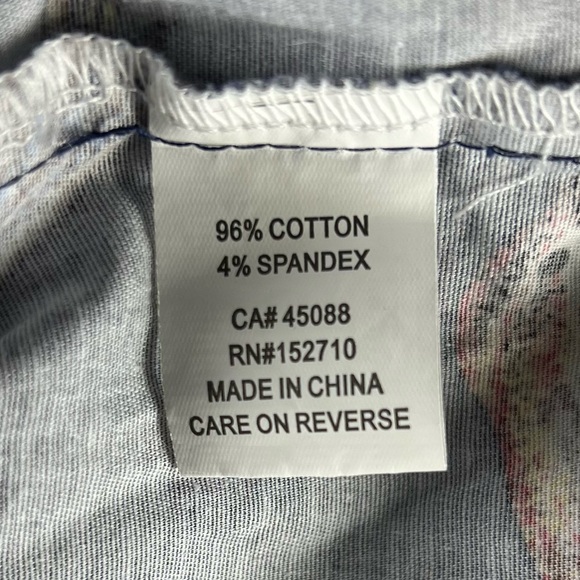 96% COTTON
4% SPANDEX
CA# 45088
RN#152710
MADE IN CHINA
CARE ON REVERSE